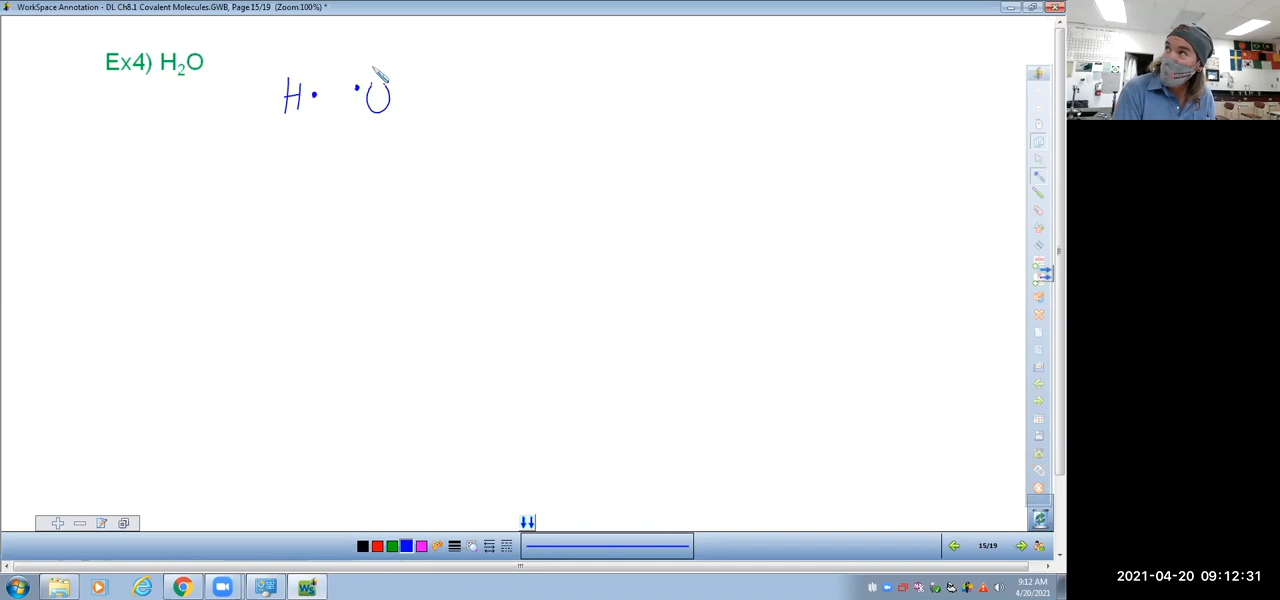 WorkSpace Annotation - DL Ch8.1 Covalent Molecules.GWB, Page 15/19 (Zoom 100%) *
Ex4) H₂O
H• •O
15/19
9:12 AM
4/20/2021
2021-04-20 09:12:31